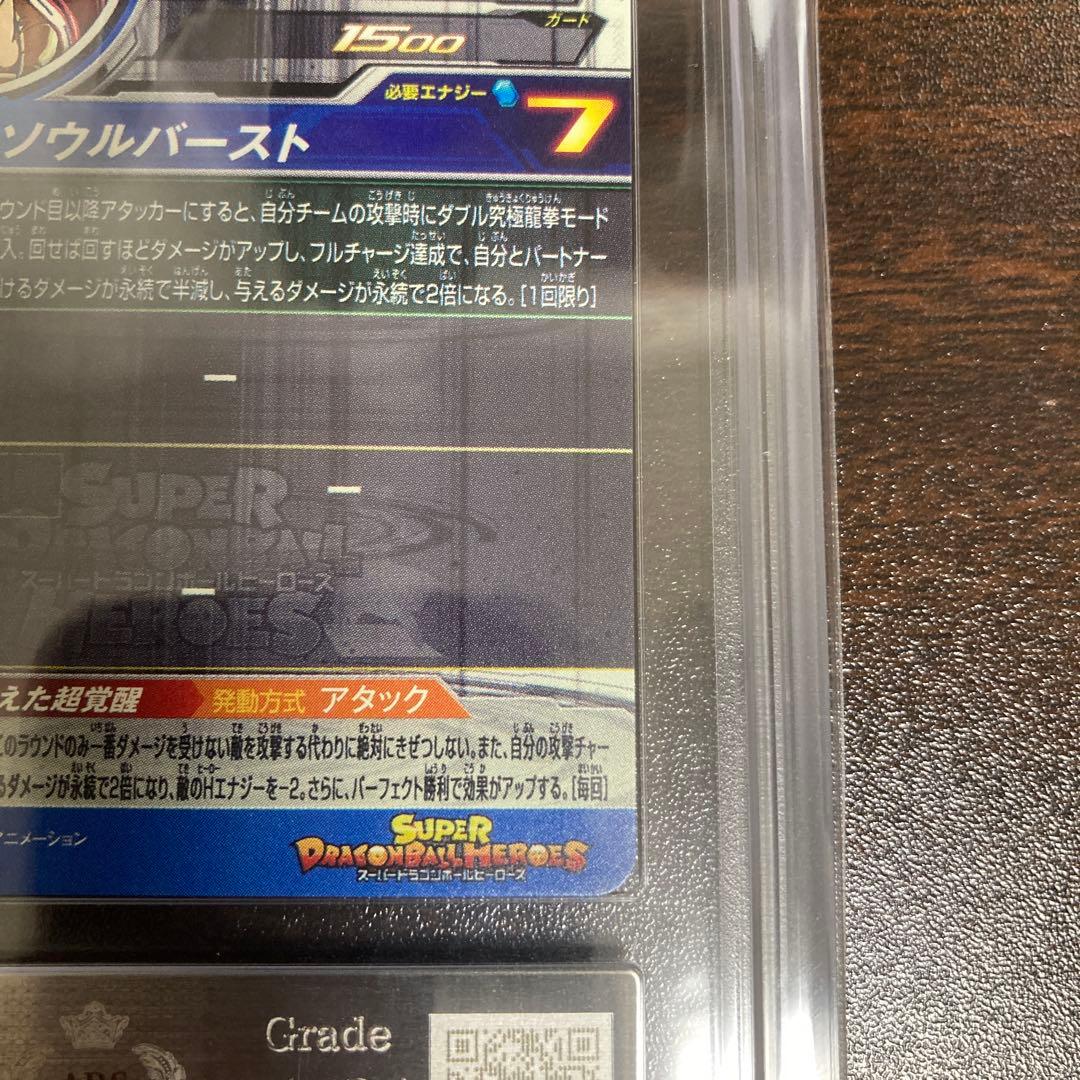 ガード
1500
必要エナジー 7
ソウルバースト
ウンド目以降アタッカーにすると、自分チームの攻撃時にダブル究極龍拳モード
入。回せば回すほどダメージがアップし、フルチャージ達成で、自分とパートナー
けるダメージが永続で半減し、与えるダメージが永続で2倍になる。[1回限り]
SUPER
DRAGONBALL
スーパードラゴンボールヒーローズ
HEROES
えた超覚醒 発動方式 アタック
このラウンドのみ一番ダメージを受けない敵を攻撃する代わりに絶対にきぜつしない。また、自分の攻撃チャー
るダメージが永続で2倍になり、敵のHエナジーを-2。さらに、パーフェクト勝利で効果がアップする。[毎回]
アニメーション
SUPER
DRAGONBALL HEROES
スーパードラゴンボールヒーローズ
Grade
ARS